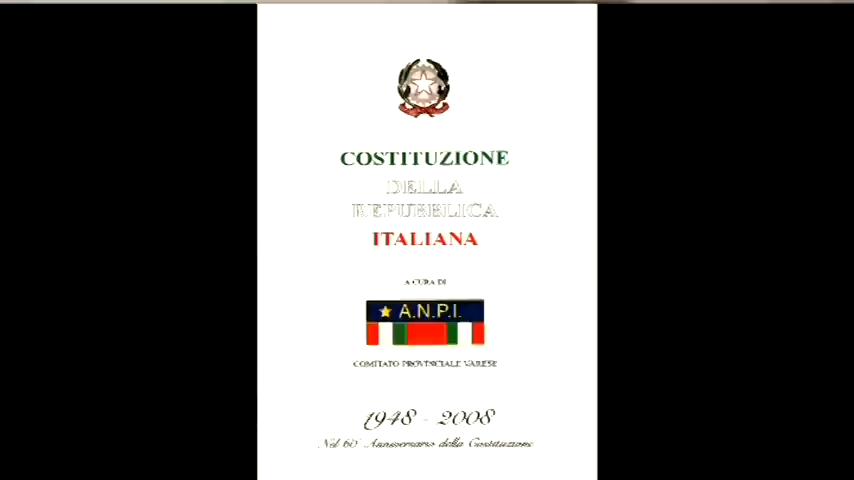 COSTITUZIONE
DELLA
REPUBBLICA
ITALIANA
A CURA DI
A.N.P.I.
COMITATO PROVINCIALE VARESE
1948 - 2008
Nel 60° Anniversario della Costituzione